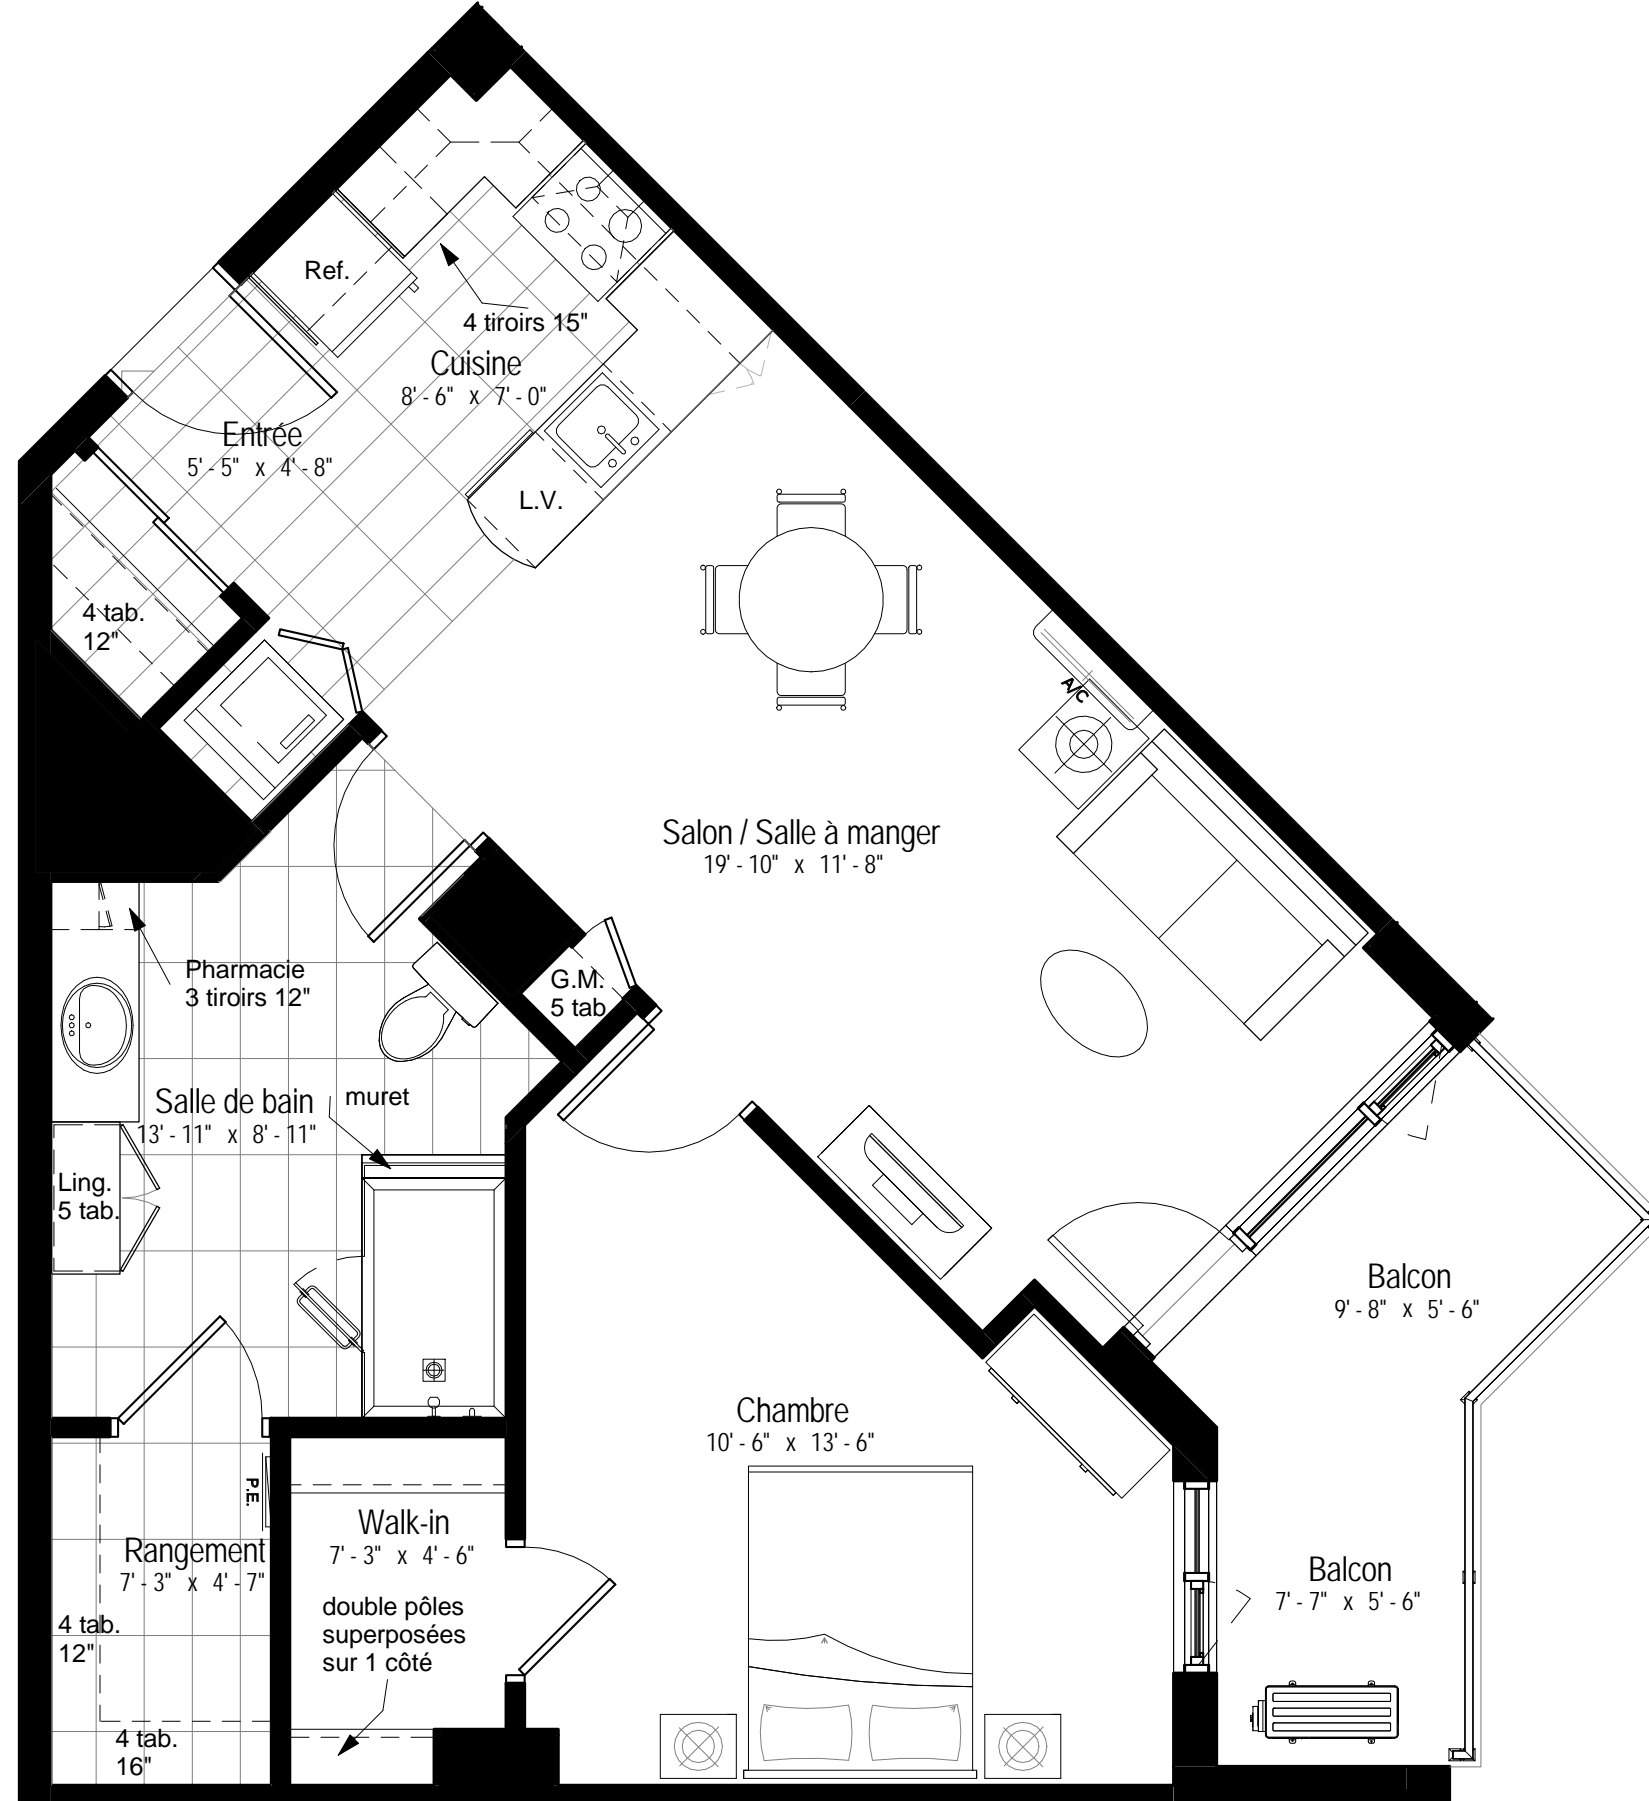 Ref.
4 tiroirs 15"
Cuisine
8' - 6" x 7' - 0"
Entrée
5' - 5" x 4' - 8"
L.V.
4 tab.
12"
A/C
Salon / Salle à manger
19' - 10" x 11' - 8"
Pharmacie
3 tiroirs 12"
G.M.
5 tab
Salle de bain
13' - 11" x 8' - 11"
muret
Ling.
5 tab.
Balcon
9' - 8" x 5' - 6"
Chambre
10' - 6" x 13' - 6"
P.E.
Walk-in
7' - 3" x 4' - 6"
Rangement
7' - 3" x 4' - 7"
Balcon
7' - 7" x 5' - 6"
double pôles
superposées
sur 1 côté
4 tab.
12"
4 tab.
16"